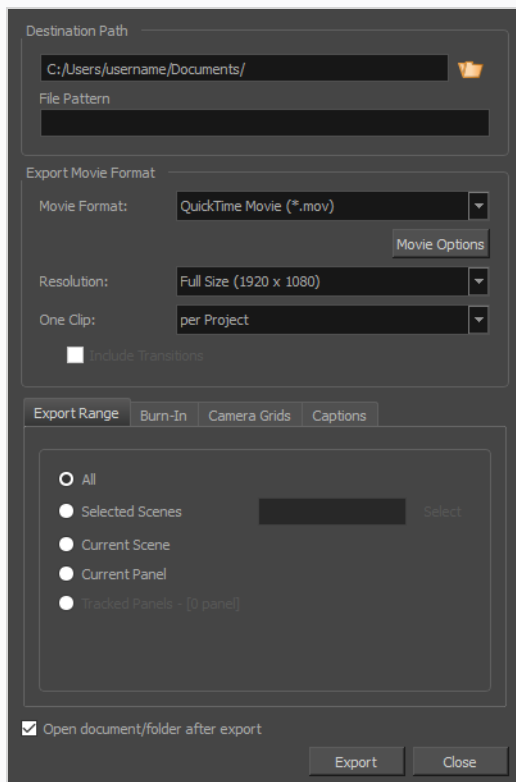 Destination Path
C:/Users/username/Documents/
File Pattern
Export Movie Format
Movie Format: QuickTime Movie (*.mov)
Movie Options
Resolution: Full Size (1920 x 1080)
One Clip: per Project
Include Transitions
Export Range Burn-In Camera Grids Captions
All
Selected Scenes Select
Current Scene
Current Panel
Tracked Panels - [0 panel]
Open document/folder after export
Export Close